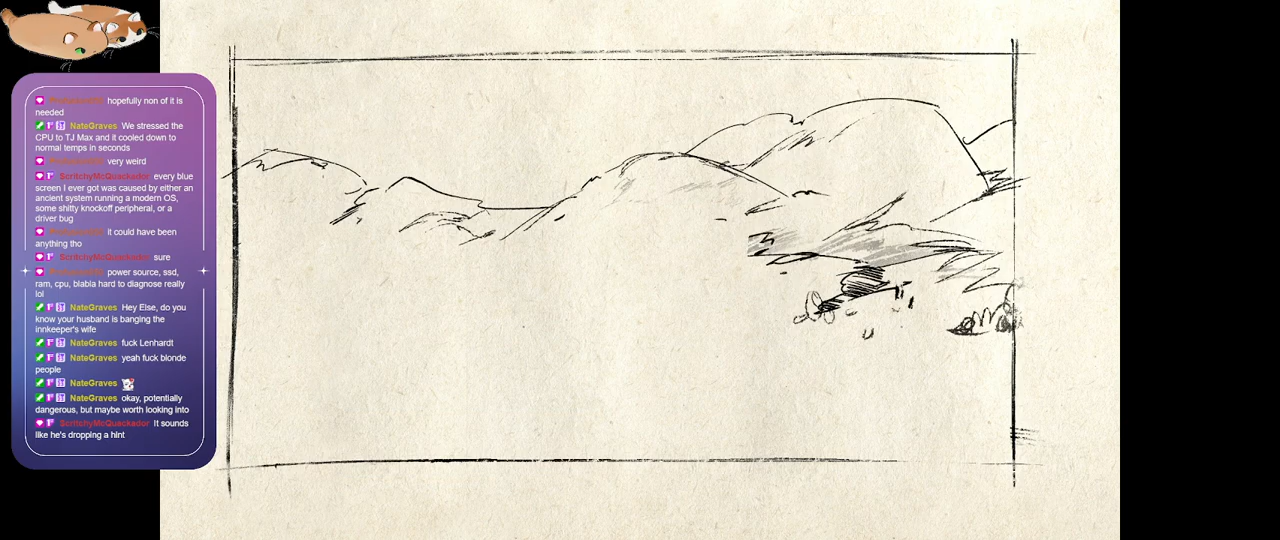 hopefully non of it is
needed
NateGraves We stressed the
CPU to TJ Max and it cooled down to
normal temps in seconds
very weird
ScritchyMcQuackador every blue
screen I ever got was caused by either an
ancient system running a modern OS,
some shitty knockoff peripheral, or a
driver bug
it could have been
anything tho
ScritchyMcQuackador sure
power source, ssd,
ram, cpu, blabla hard to diagnose really
lol
NateGraves Hey Else, do you
know your husband is banging the
innkeeper's wife
NateGraves fuck Lenhardt
NateGraves yeah fuck blonde
people
NateGraves
NateGraves okay, potentially
dangerous, but maybe worth looking into
ScritchyMcQuackador It sounds
like he's dropping a hint